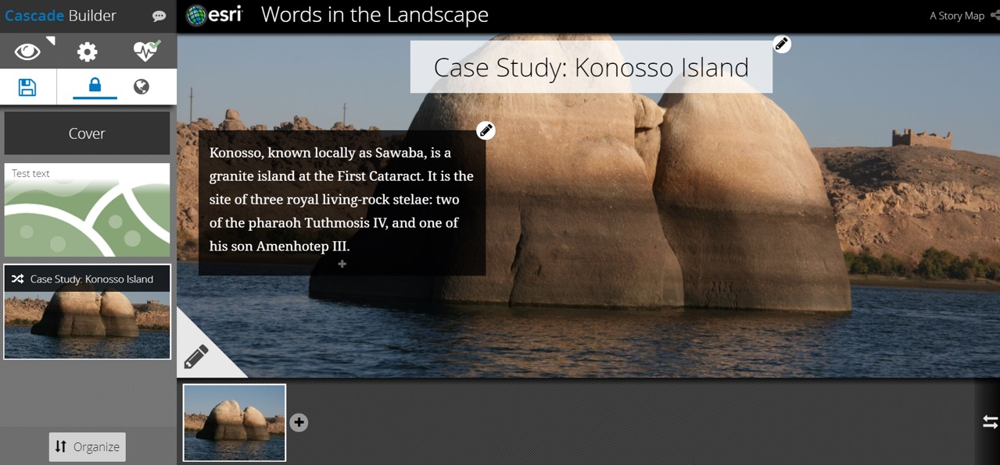 Cascade Builder
esri Words in the Landscape
A Story Map
Cover
Test text
Case Study: Konosso Island
Organize
Case Study: Konosso Island
Konosso, known locally as Sawaba, is a
granite island at the First Cataract. It is the
site of three royal living-rock stelae: two
of the pharaoh Tuthmosis IV, and one of
his son Amenhotep III.